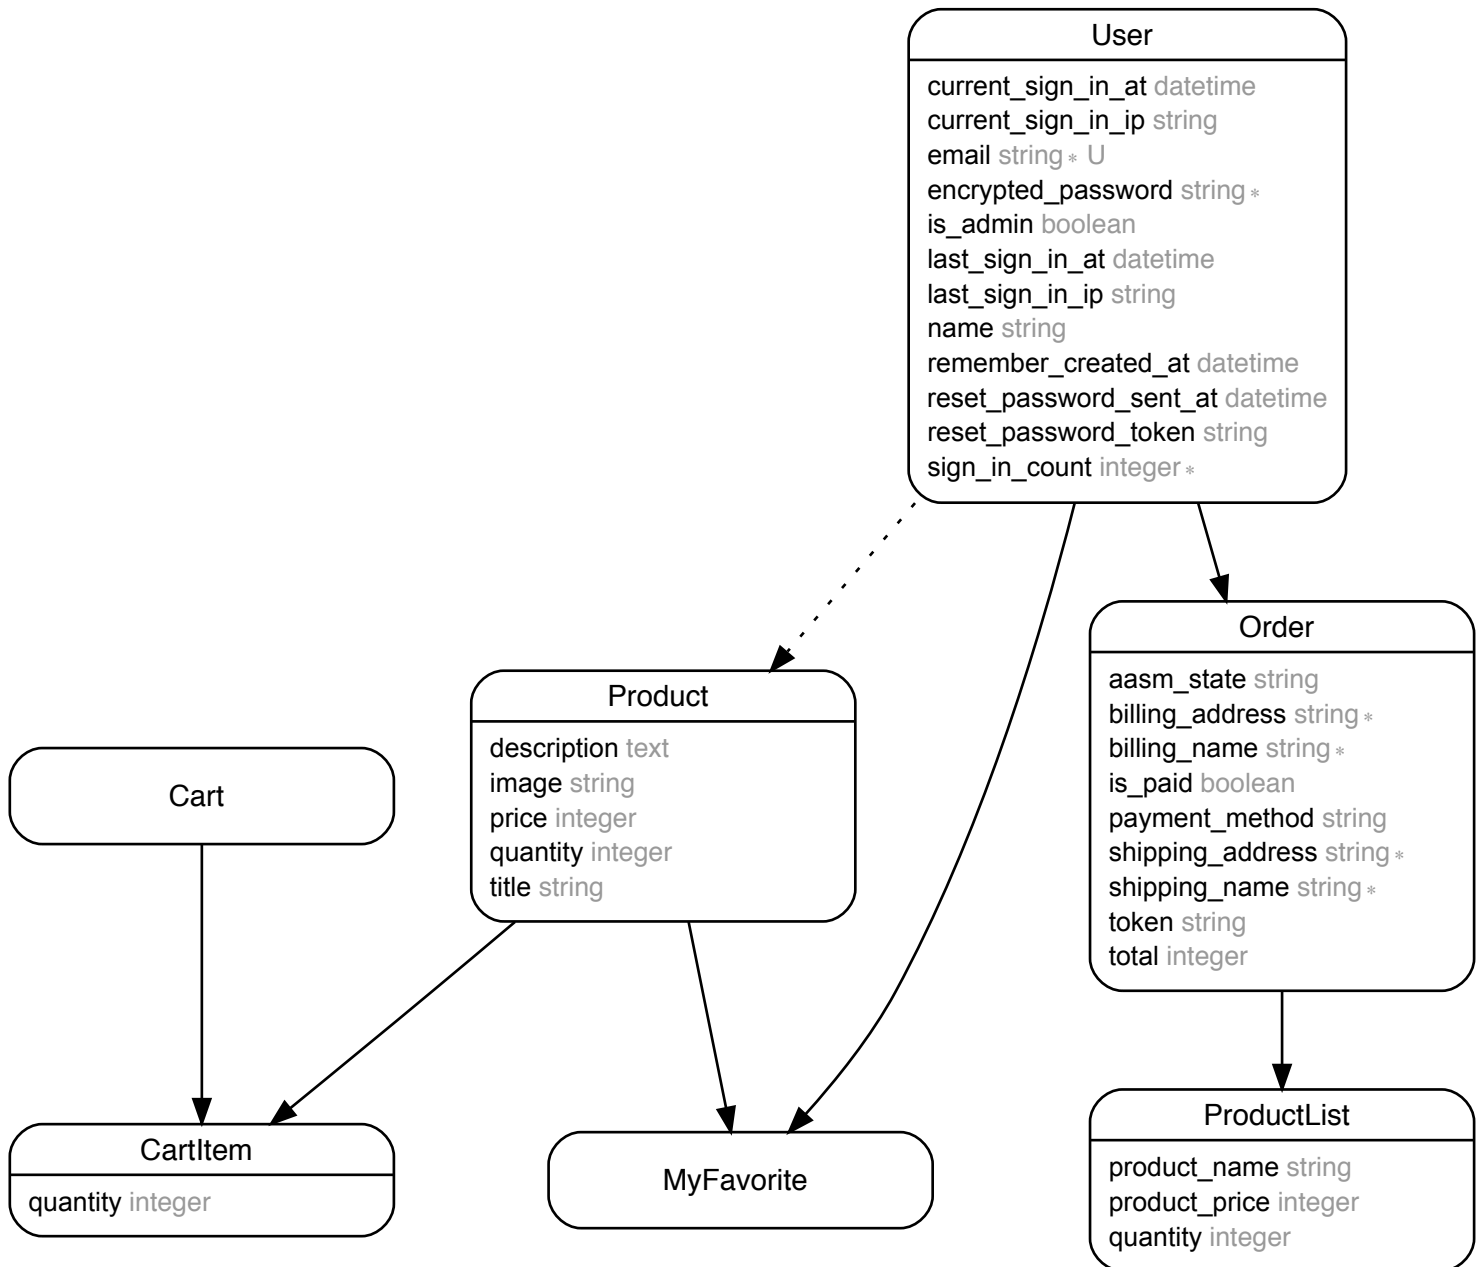 User
current_sign_in_at datetime
current_sign_in_ip string
email string * U
encrypted_password string *
is_admin boolean
last_sign_in_at datetime
last_sign_in_ip string
name string
remember_created_at datetime
reset_password_sent_at datetime
reset_password_token string
sign_in_count integer *
Order
aasm_state string
billing_address string *
billing_name string *
is_paid boolean
payment_method string
shipping_address string *
shipping_name string *
token string
total integer
Product
description text
image string
price integer
quantity integer
title string
Cart
CartItem
quantity integer
MyFavorite
ProductList
product_name string
product_price integer
quantity integer